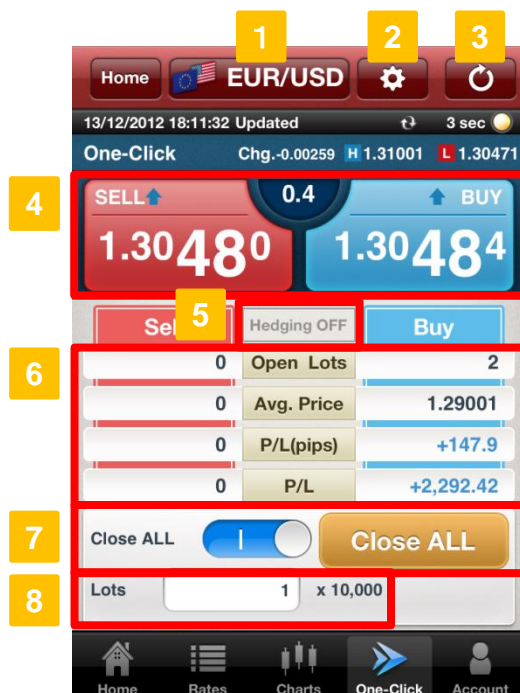 1 2 3
Home EUR/USD
13/12/2012 18:11:32 Updated 3 sec
One-Click Chg.-0.00259 H 1.31001 L 1.30471
4
SELL 0.4 BUY
1.30480 1.30484
5
Hedging OFF Buy
6
0 Open Lots 2
0 Avg. Price 1.29001
0 P/L(pips) +147.9
0 P/L +2,292.42
7
Close ALL Close ALL
8
Lots 1 x 10,000
Home Rates Charts One-Click Account